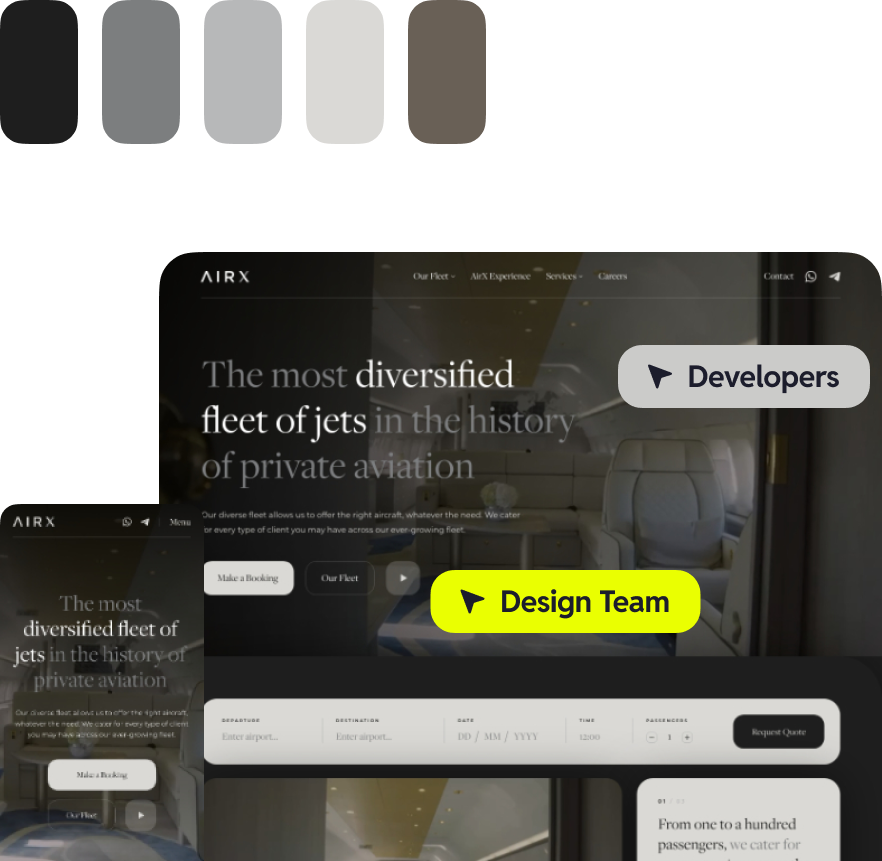 AIRX
Our Fleet
AirX Experience
Services
Careers
Contact
The most diversified
fleet of jets in the history
of private aviation
Our diverse fleet allows us to offer the right aircraft, whatever the need. We cater
or every type of client you may have across our ever-growing fleet.
Make a Booking
Our Fleet
Developers
Design Team
AIRX
Menu
The most
diversified fleet of
jets in the history of
private aviation
Our diverse fleet allows us to offer the right aircraft,
whatever the need. We cater for every type of client
you may have across our ever-growing fleet.
Make a Booking
Our Fleet
DEPARTURE
Enter airport...
DESTINATION
Enter airport...
DATE
DD / MM / YYYY
TIME
12:00
PASSENGERS
− 1 +
Request Quote
01 /
From one to a hundred
passengers, we cater for